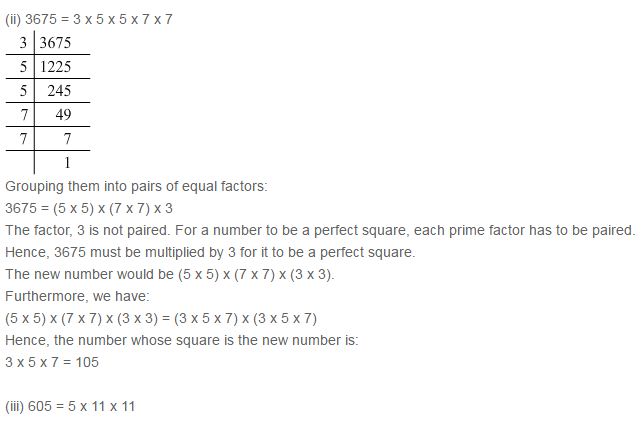 (ii) 3675 = 3 x 5 x 5 x 7 x 7
3 3675
5 1225
5 245
7 49
7 7
1
Grouping them into pairs of equal factors:
3675 = (5 x 5) x (7 x 7) x 3
The factor, 3 is not paired. For a number to be a perfect square, each prime factor has to be paired.
Hence, 3675 must be multiplied by 3 for it to be a perfect square.
The new number would be (5 x 5) x (7 x 7) x (3 x 3).
Furthermore, we have:
(5 x 5) x (7 x 7) x (3 x 3) = (3 x 5 x 7) x (3 x 5 x 7)
Hence, the number whose square is the new number is:
3 x 5 x 7 = 105
(iii) 605 = 5 x 11 x 11